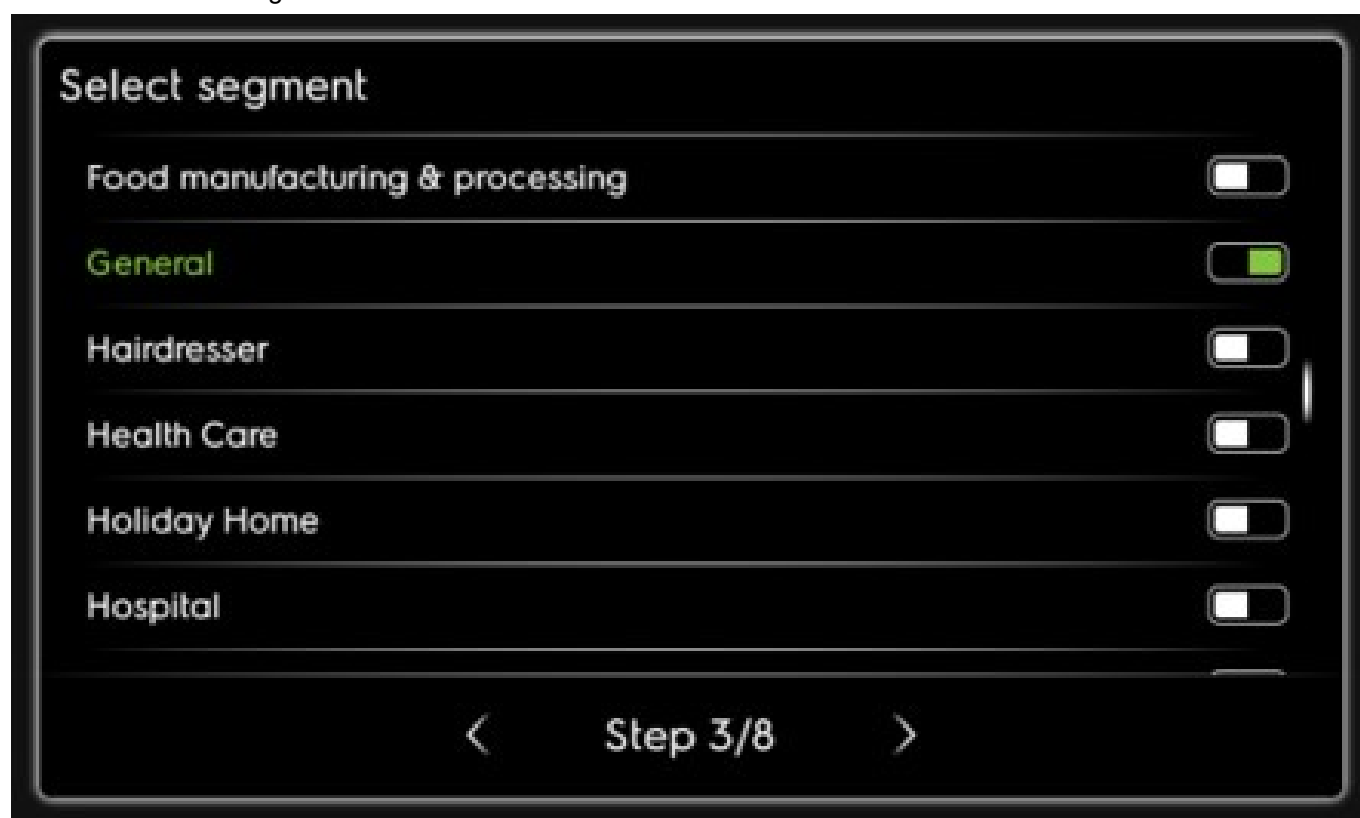 Select segment
Food manufacturing & processing
General
Hairdresser
Health Care
Holiday Home
Hospital
Step 3/8